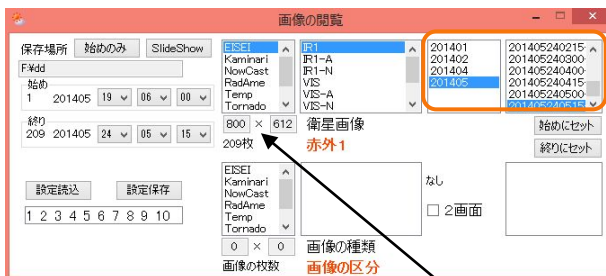 画像の閲覧
保存場所 始めのみ SlideShow
F:¥dd
始め
1 201405 19 06 00
終り
209 201405 24 05 15
設定読込 設定保存
1 2 3 4 5 6 7 8 9 10
EISEI
Kaminari
NowCast
RadAme
Temp
Tornado
IR1
IR1-A
IR1-N
VIS
VIS-A
VIS-N
201401
201402
201404
201405
201405240215
201405240300
201405240400
201405240415
201405240500
201405240515
800 × 612 衛星画像
209枚 赤外1
始めにセット
終りにセット
EISEI
Kaminari
NowCast
RadAme
Temp
Tornado
なし
2画面
0 × 0 画像の種類
画像の枚数 画像の区分